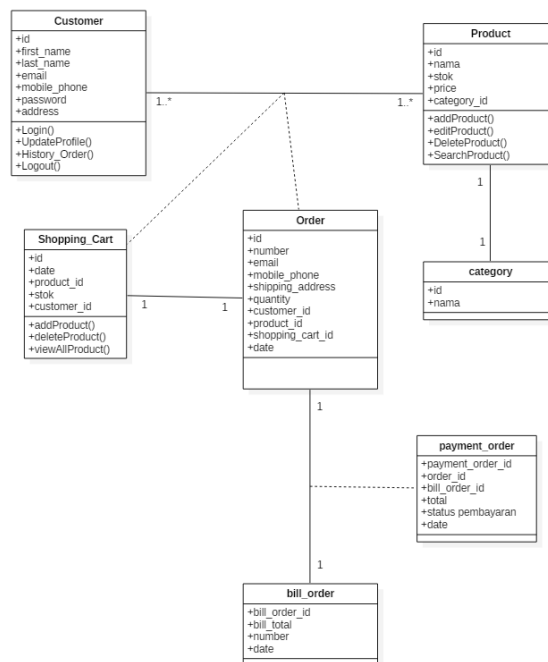 Customer
+id
+first_name
+last_name
+email
+mobile_phone
+password
+address
+Login()
+UpdateProfile()
+History_Order()
+Logout()
1..*
1..*
Product
+id
+nama
+stok
+price
+category_id
+addProduct()
+editProduct()
+DeleteProduct()
+SearchProduct()
1
1
category
+id
+nama
Shopping_Cart
+id
+date
+product_id
+stok
+customer_id
+addProduct()
+deleteProduct()
+viewAllProduct()
1
1
Order
+id
+number
+email
+mobile_phone
+shipping_address
+quantity
+customer_id
+product_id
+shopping_cart_id
+date
1
1
payment_order
+payment_order_id
+order_id
+bill_order_id
+total
+status pembayaran
+date
bill_order
+bill_order_id
+bill_total
+number
+date